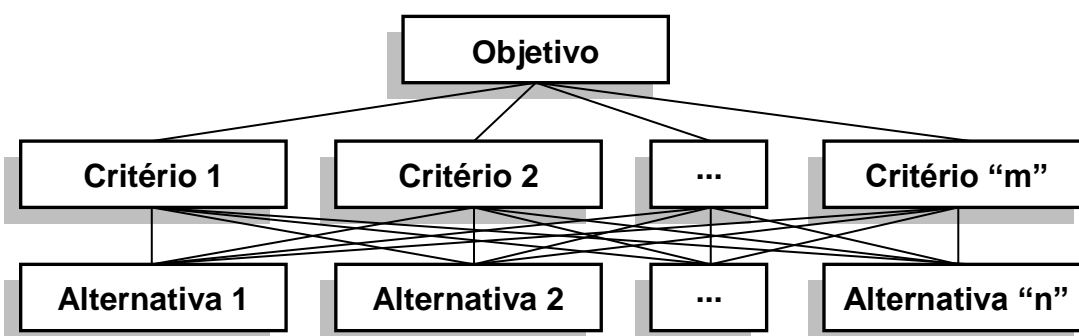 Objetivo
Critério 1 Critério 2 ... Critério “m”
Alternativa 1 Alternativa 2 ... Alternativa “n”